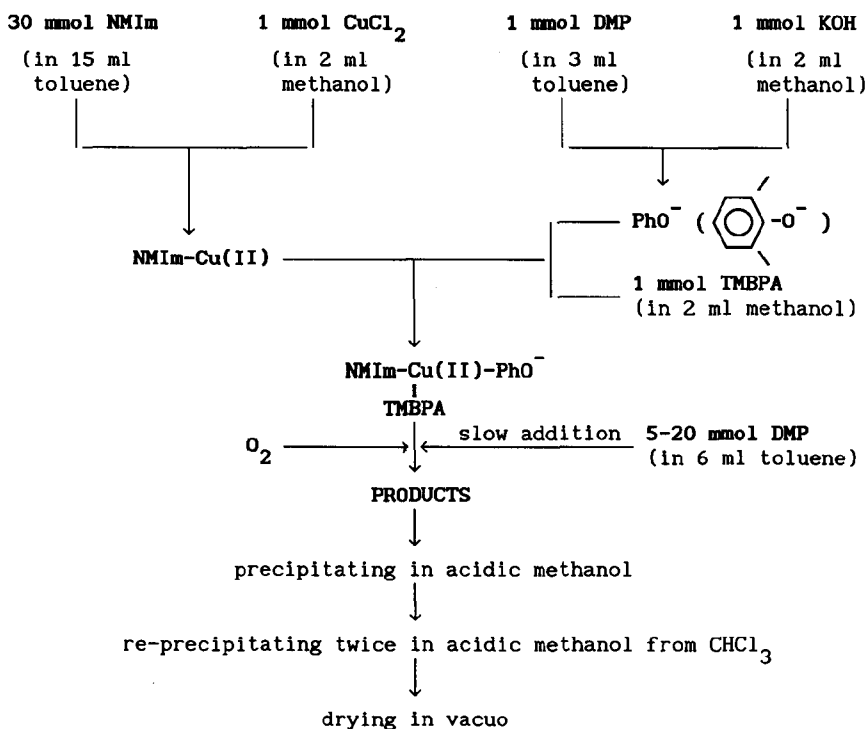 30 mmol NMIm 1 mmol CuCl2 1 mmol DMP 1 mmol KOH
(in 15 ml (in 2 ml (in 3 ml (in 2 ml
toluene) methanol) toluene) methanol)
PhO- ( -O- )
NMIm-Cu(II)
1 mmol TMBPA
(in 2 ml methanol)
NMIm-Cu(II)-PhO-
TMBPA
O2 slow addition 5-20 mmol DMP
(in 6 ml toluene)
PRODUCTS
precipitating in acidic methanol
re-precipitating twice in acidic methanol from CHCl3
drying in vacuo